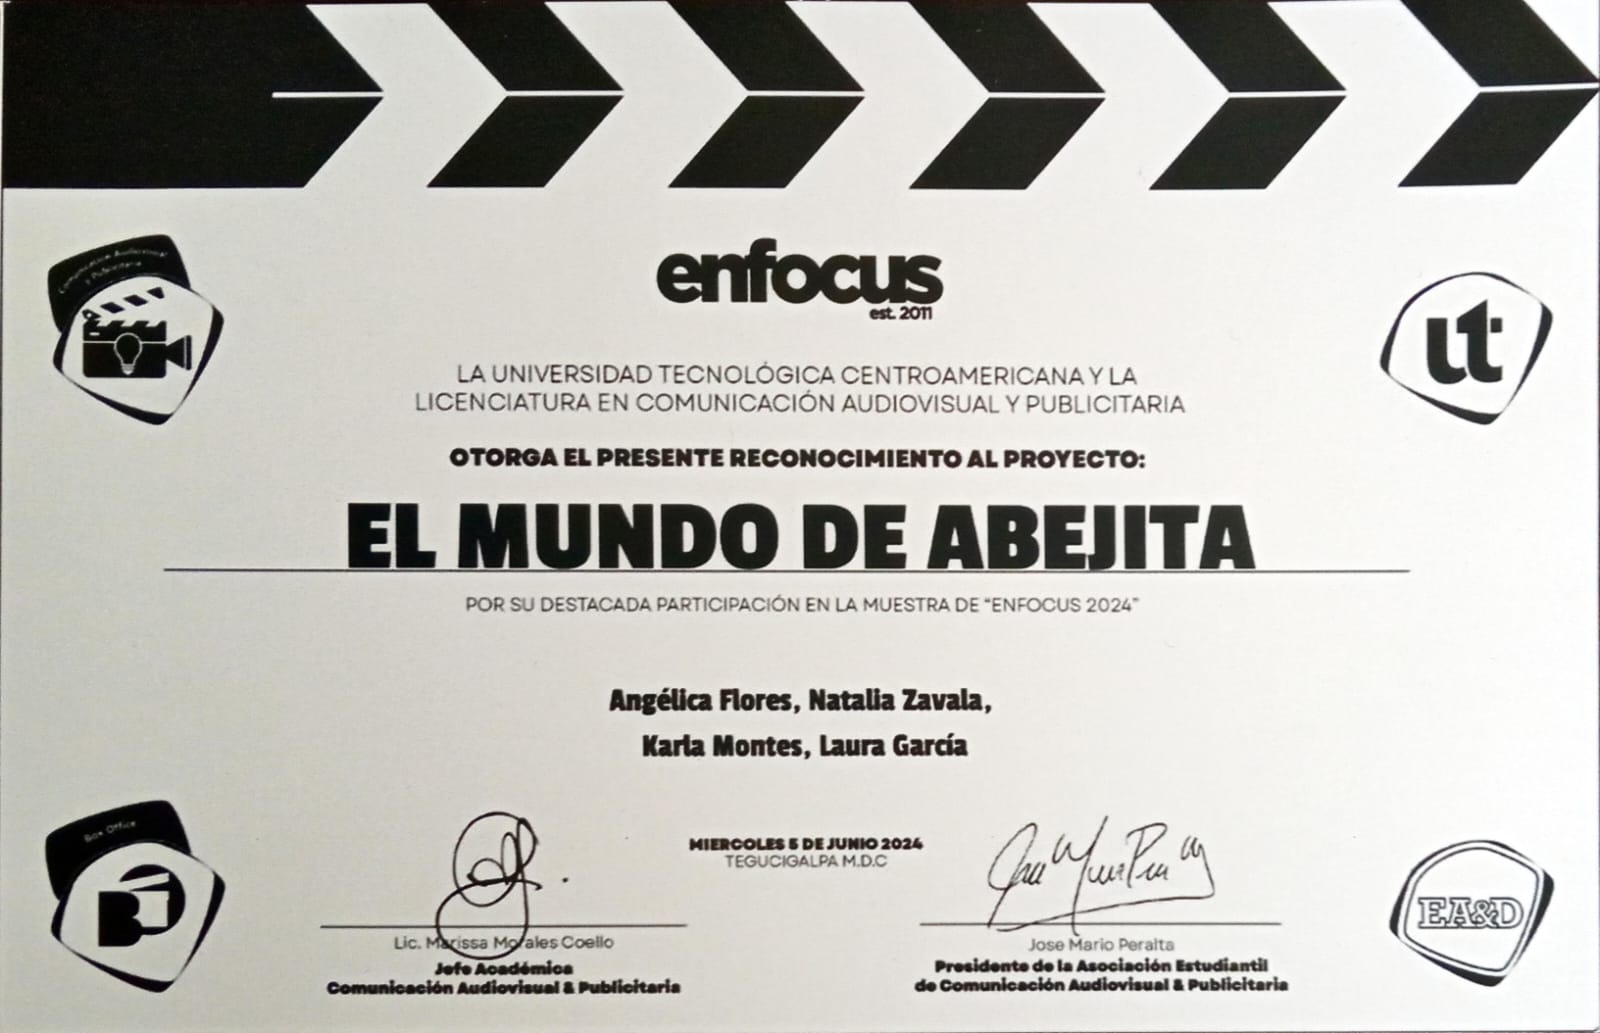 enfocus
est. 2011
Comunicación Audiovisual
y Publicitaria
ut
LA UNIVERSIDAD TECNOLÓGICA CENTROAMERICANA Y LA
LICENCIATURA EN COMUNICACIÓN AUDIOVISUAL Y PUBLICITARIA
OTORGA EL PRESENTE RECONOCIMIENTO AL PROYECTO:
EL MUNDO DE ABEJITA
POR SU DESTACADA PARTICIPACIÓN EN LA MUESTRA DE “ENFOCUS 2024”
Angélica Flores, Natalia Zavala,
Karla Montes, Laura García
Box Office
MIERCOLES 5 DE JUNIO 2024
TEGUCIGALPA M.D.C
EA&D
Lic. Marissa Morales Coello
Jefe Académica
Comunicación Audiovisual & Publicitaria
Jose Mario Peralta
Presidente de la Asociación Estudiantil
de Comunicación Audiovisual & Publicitaria